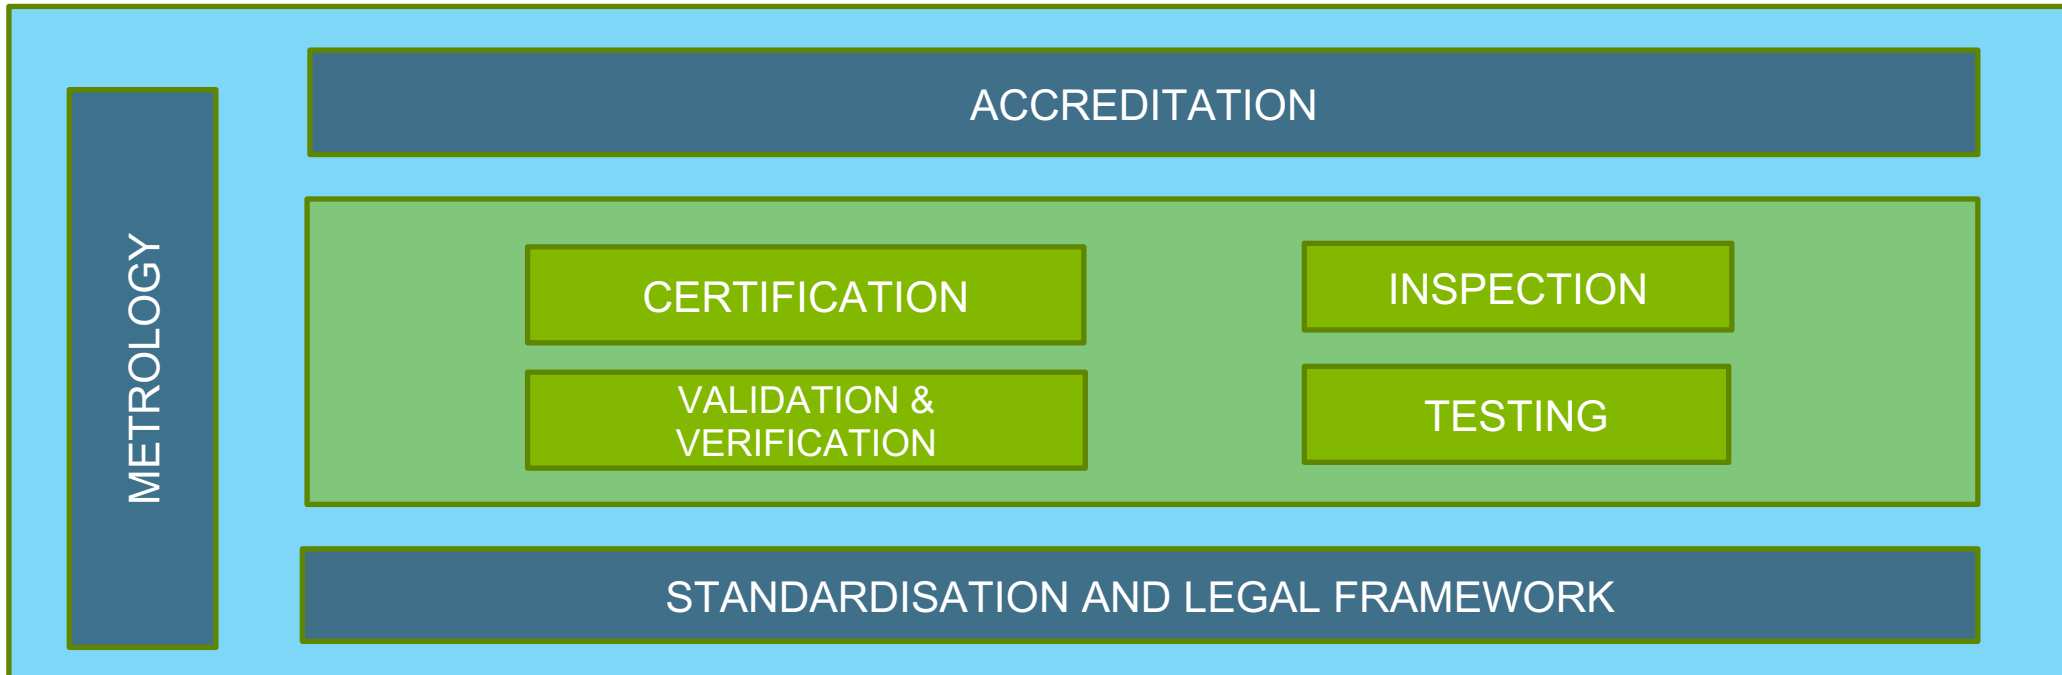 ACCREDITATION
METROLOGY
CERTIFICATION
INSPECTION
VALIDATION &
VERIFICATION
TESTING
STANDARDISATION AND LEGAL FRAMEWORK